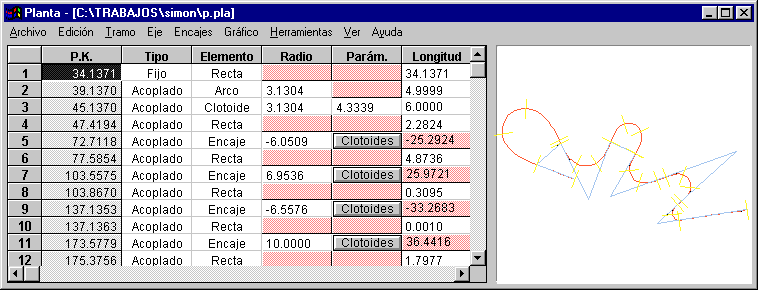 Planta - [C:\TRABAJOS\simon\p.pla]
Archivo Edición Tramo Eje Encajes Gráfico Herramientas Ver Ayuda
P.K. Tipo Elemento Radio Parám. Longitud
1 34.1371 Fijo Recta 34.1371
2 39.1370 Acoplado Arco 3.1304 4.9999
3 45.1370 Acoplado Clotoide 3.1304 4.3339 6.0000
4 47.4194 Acoplado Recta 2.2824
5 72.7118 Acoplado Encaje -6.0509 Clotoides -25.2924
6 77.5854 Acoplado Recta 4.8736
7 103.5575 Acoplado Encaje 6.9536 Clotoides 25.9721
8 103.8670 Acoplado Recta 0.3095
9 137.1353 Acoplado Encaje -6.5576 Clotoides -33.2683
10 137.1363 Acoplado Recta 0.0010
11 173.5779 Acoplado Encaje 10.0000 Clotoides 36.4416
12 175.3756 Acoplado Recta 1.7977